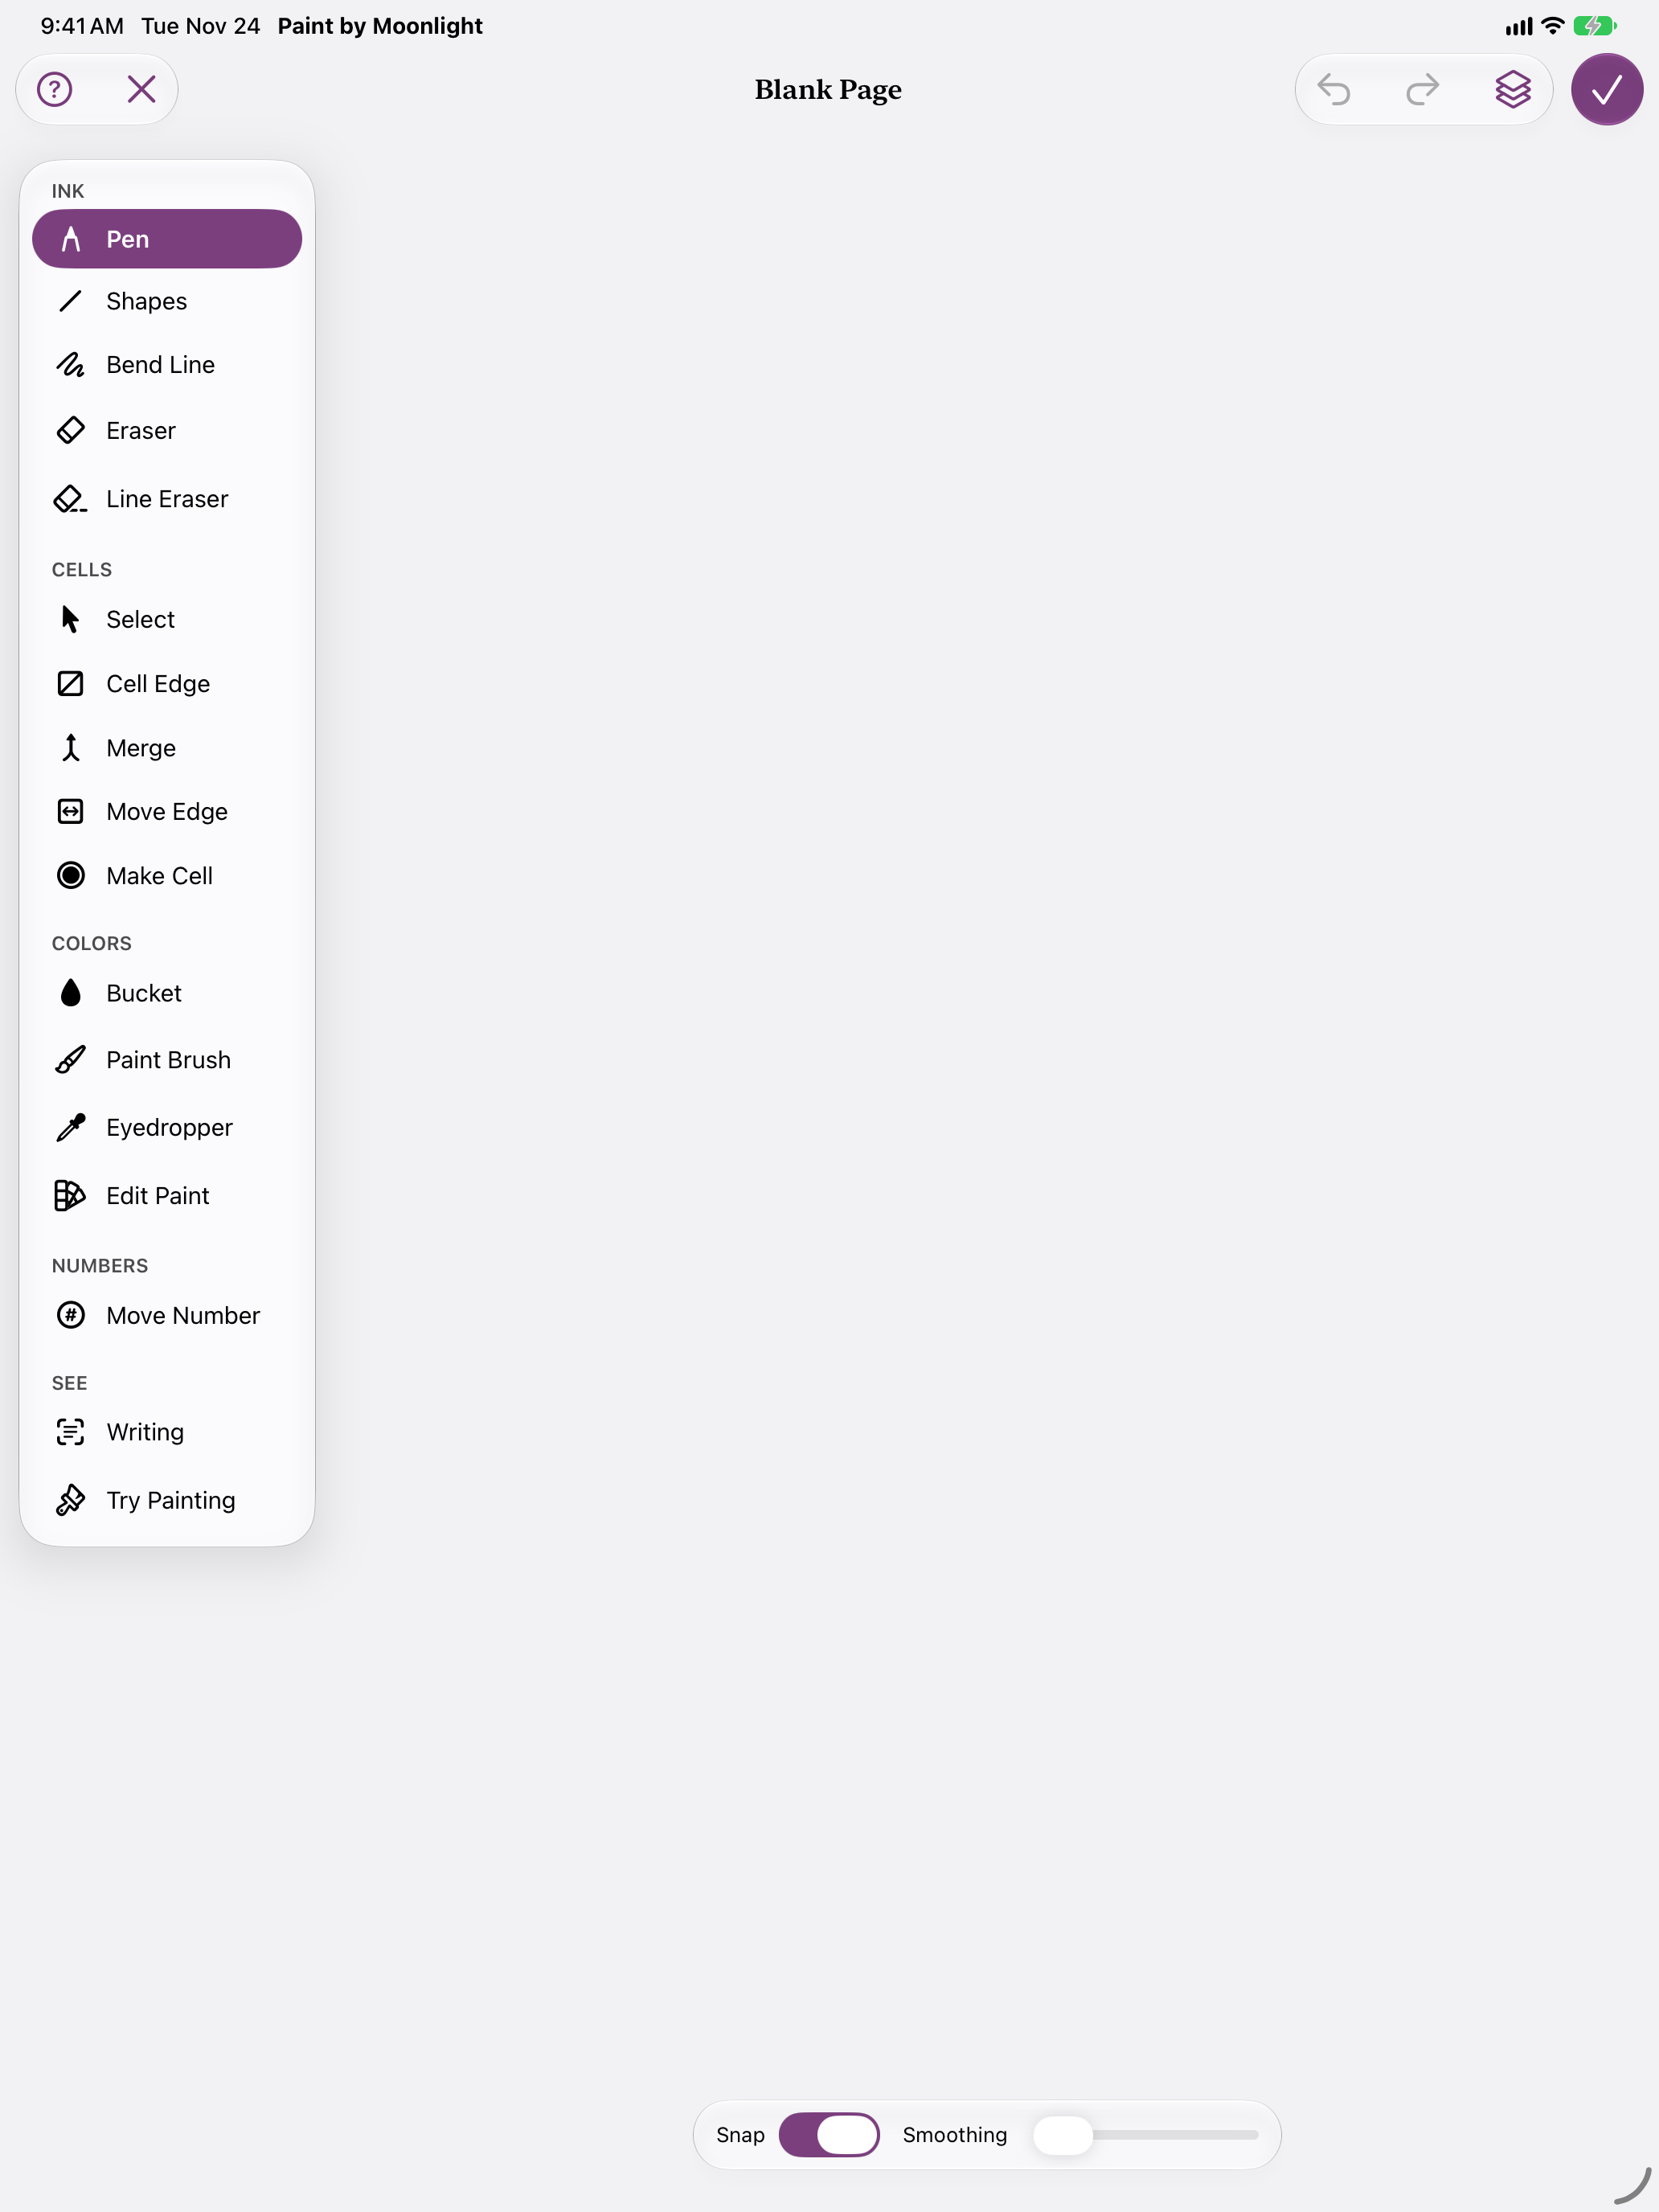 9:41 AM Tue Nov 24 Paint by Moonlight
Blank Page
INK
Pen
Shapes
Bend Line
Eraser
Line Eraser
CELLS
Select
Cell Edge
Merge
Move Edge
Make Cell
COLORS
Bucket
Paint Brush
Eyedropper
Edit Paint
NUMBERS
# Move Number
SEE
Writing
Try Painting
Snap Smoothing